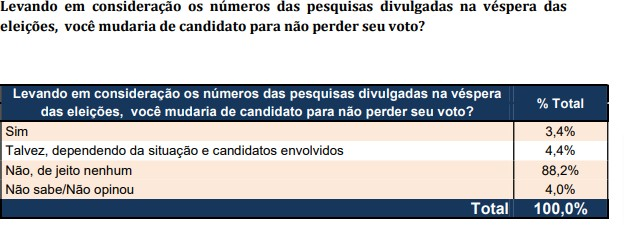 Levando em consideração os números das pesquisas divulgadas na véspera das
eleições, você mudaria de candidato para não perder seu voto?
Levando em consideração os números das pesquisas divulgadas na véspera
das eleições, você mudaria de candidato para não perder seu voto?
% Total
Sim 3,4%
Talvez, dependendo da situação e candidatos envolvidos 4,4%
Não, de jeito nenhum 88,2%
Não sabe/Não opinou 4,0%
Total 100,0%